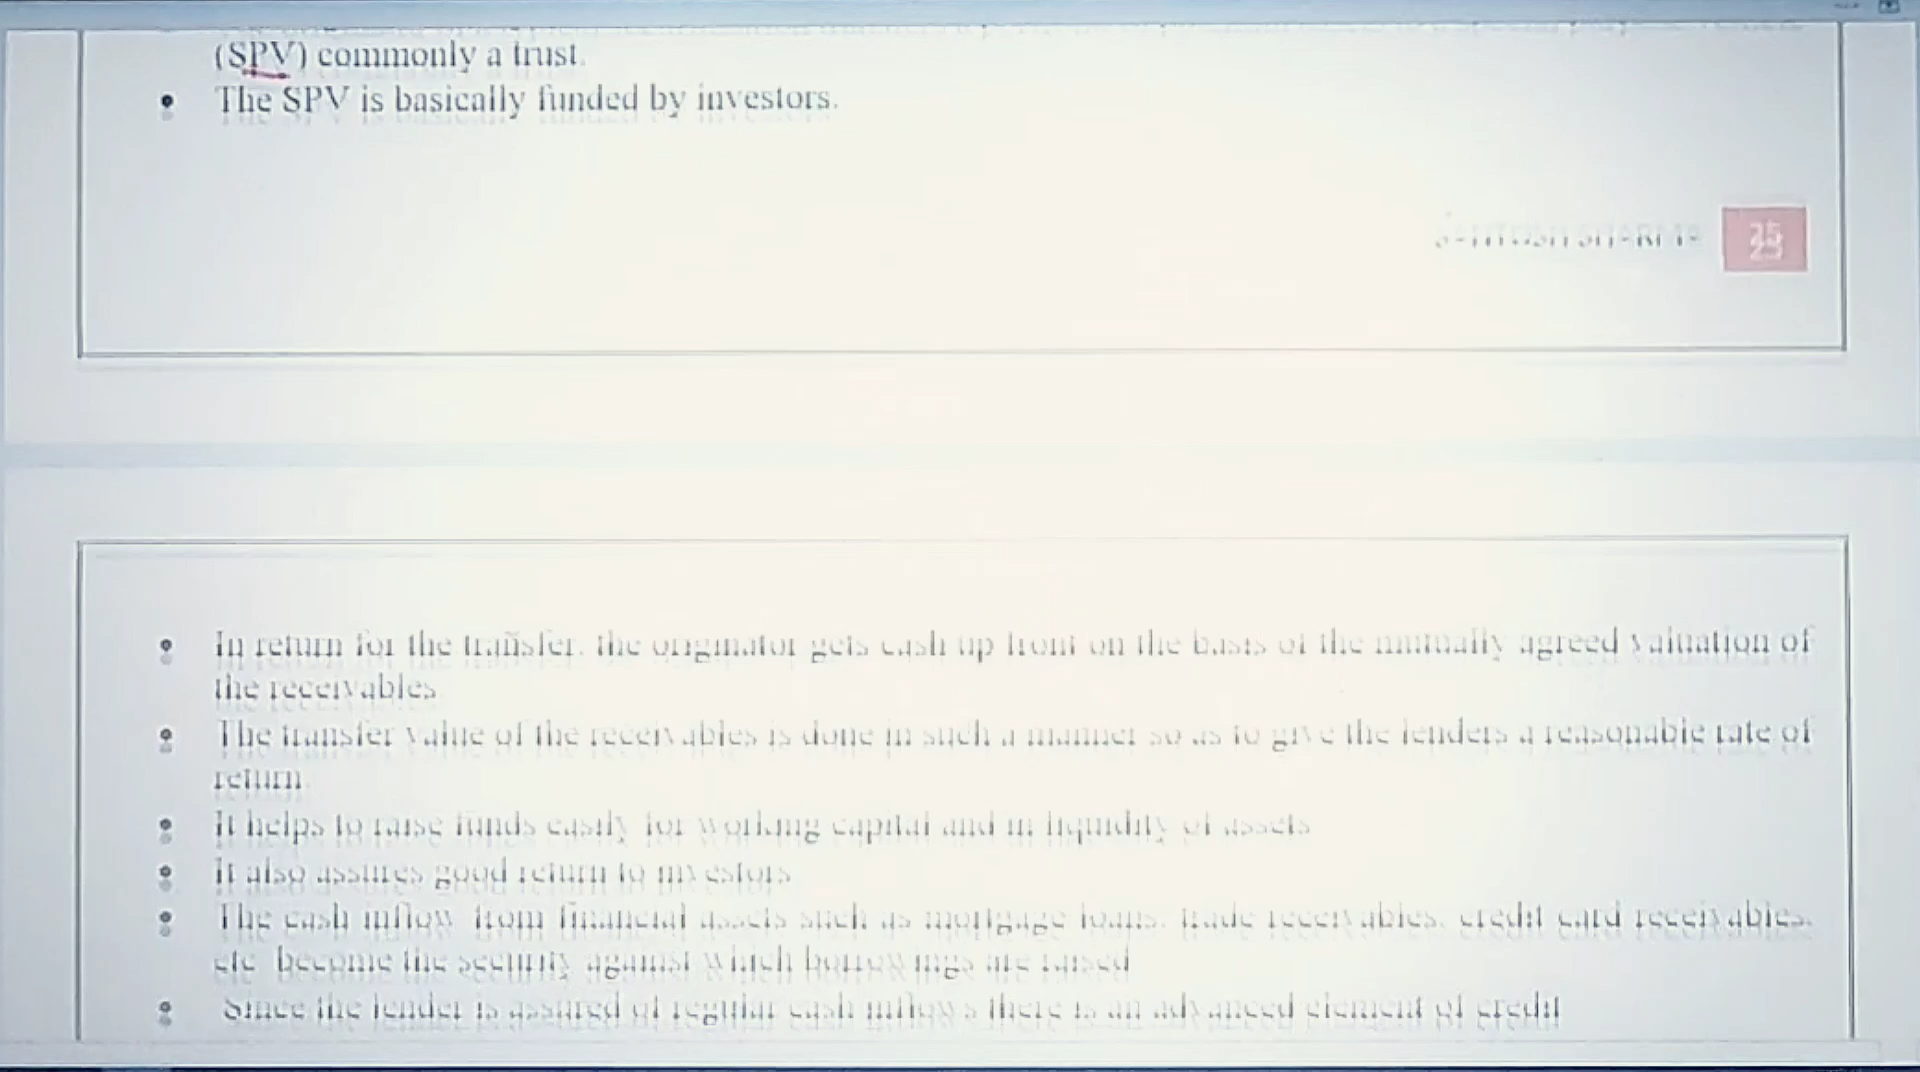 (SPV) commonly a trust.
• The SPV is basically funded by investors.
SANTOSH SHARMA
• In return for the transfer, the originator gets cash up front on the basis of the mutually agreed valuation of
the receivables
• The transfer value of the receivables is done in such a manner so as to give the lenders a reasonable rate of
return
• It helps to raise funds easily for working capital and in liquidity of assets
• It also assures good return to investors
• The cash inflow from financial assets such as mortgage loans, trade receivables, credit card receivables,
etc become the security against which borrowings are raised
• Since the lender is assured of regular cash inflows there is an advanced element of credit